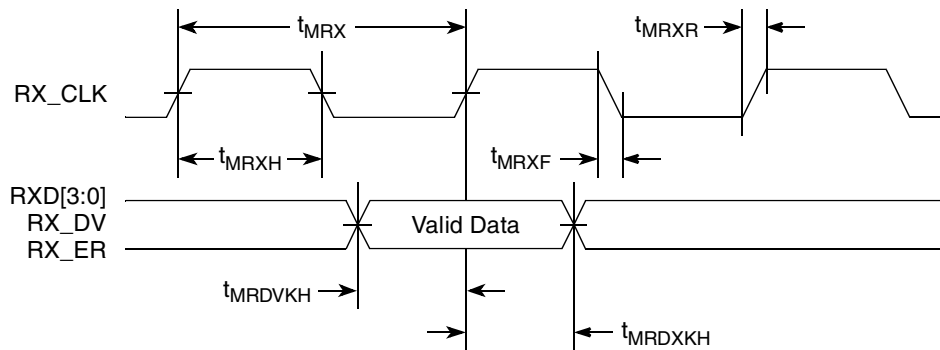 tMRX
tMRXR
RX_CLK
tMRXH
tMRXF
RXD[3:0]
RX_DV
Valid Data
RX_ER
tMRDVKH
tMRDXKH